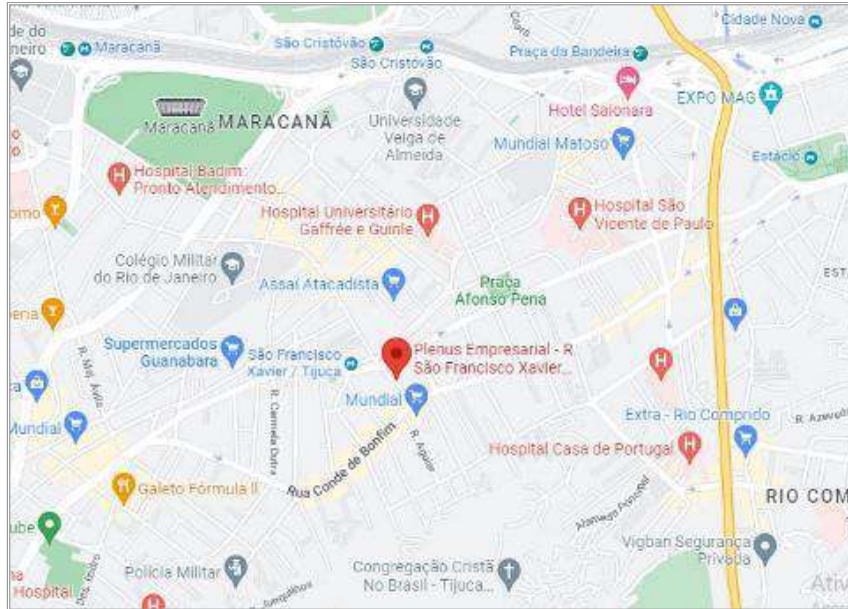 Cidade Nova
Maracanã
São Cristóvão
São Cristóvão
Praça da Bandeira
Hotel Saionara
EXPO MAG
Maracanã
MARACANÃ
Universidade
Veiga de
Almeida
Mundial Matoso
Estácio
Hospital Badim
Pronto Atendimento...
Hospital Universitário
Gaffrée e Guinle
Hospital São
Vicente de Paulo
Colégio Militar
do Rio de Janeiro
Assaí Atacadista
Praça
Afonso Pena
EST
Supermercados
Guanabara
São Francisco
Xavier / Tijuca
Plenus Empresarial - R
São Francisco Xavier...
R. Carmela Dutra
Mundial
Mundial
R. Aguiar
Rua Conde de Bonfim
Extra - Rio Comprido
Hospital Casa de Portugal
Galeto Fórmula II
RIO COM
Polícia Militar
Congregação Cristã
No Brasil - Tijuca...
Vigban Segurança
Privada
Hospital
Ativ